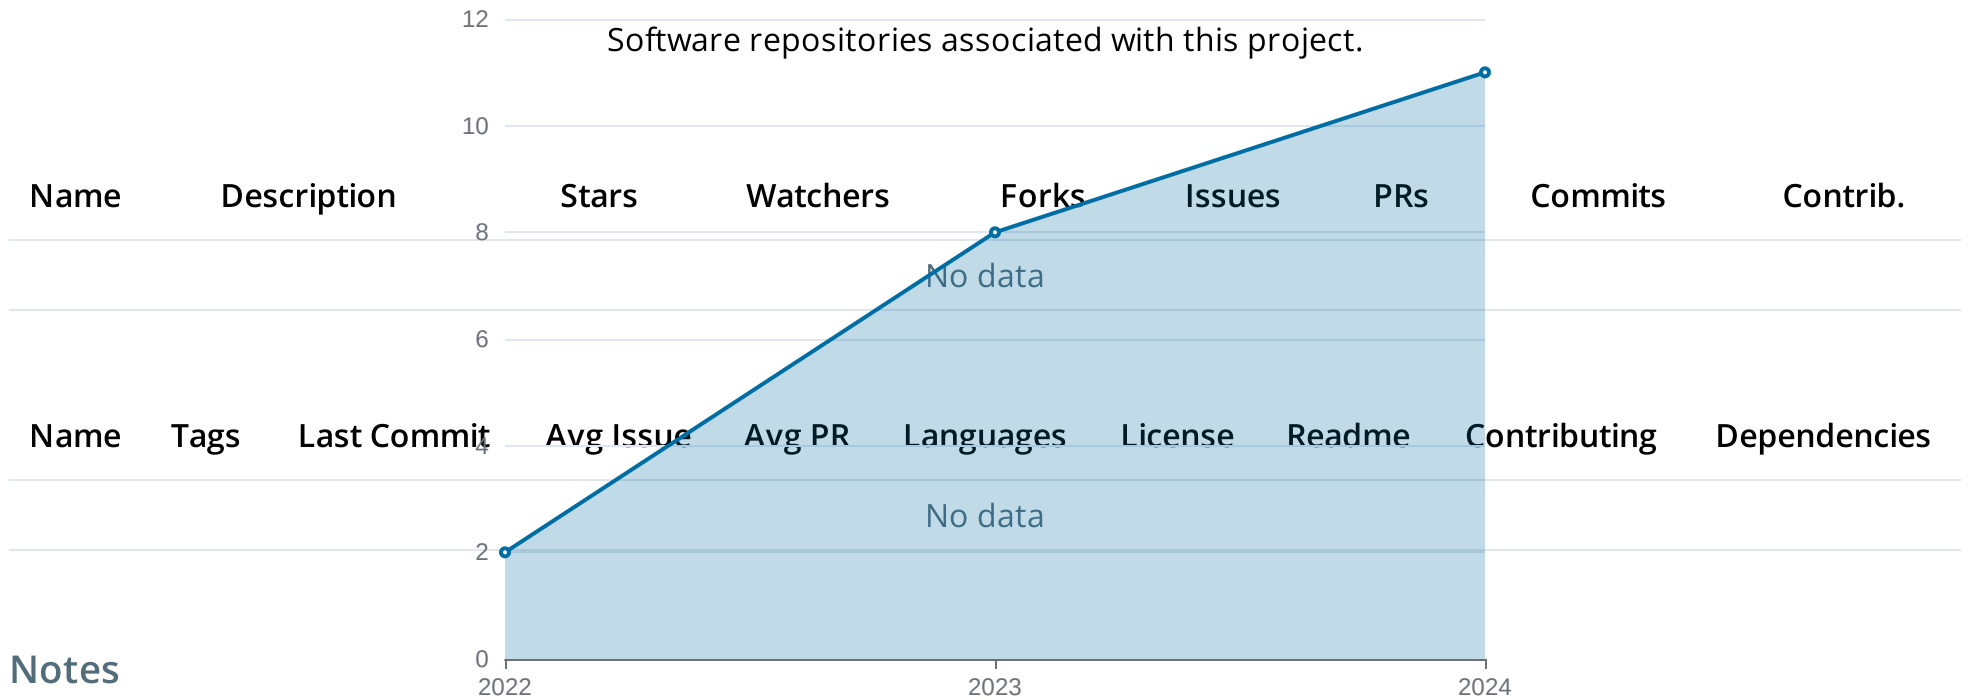 12
Software repositories associated with this project.
10
Name Description Stars Watchers Forks Issues PRs Commits Contrib.
8
No data
6
Name Tags Last Commit Avg Issue Avg PR Languages License Readme Contributing Dependencies
4
No data
2
0
Notes
2022 2023 2024